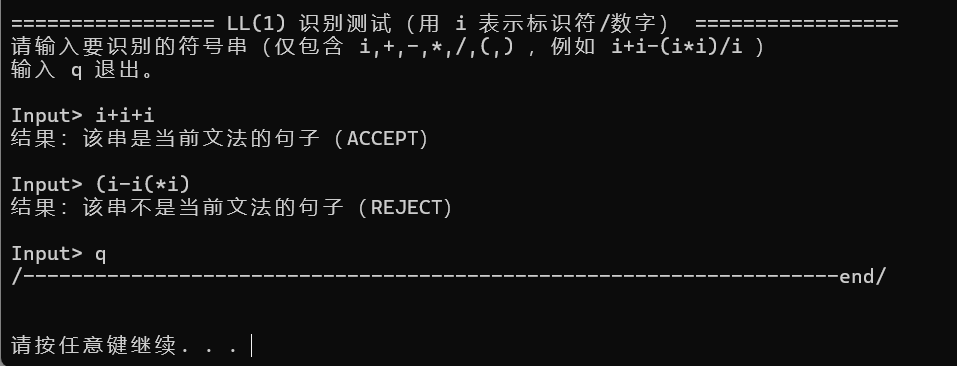 ================= LL(1) 识别测试（用 i 表示标识符/数字） =================
请输入要识别的符号串（仅包含 i,+,-,*,/,(,) ，例如 i+i-(i*i)/i ）
输入 q 退出。
Input> i+i+i
结果：该串是当前文法的句子（ACCEPT）
Input> (i-i(*i)
结果：该串不是当前文法的句子（REJECT）
Input> q
/--------------------------------------------------------------------end/
请按任意键继续. . .